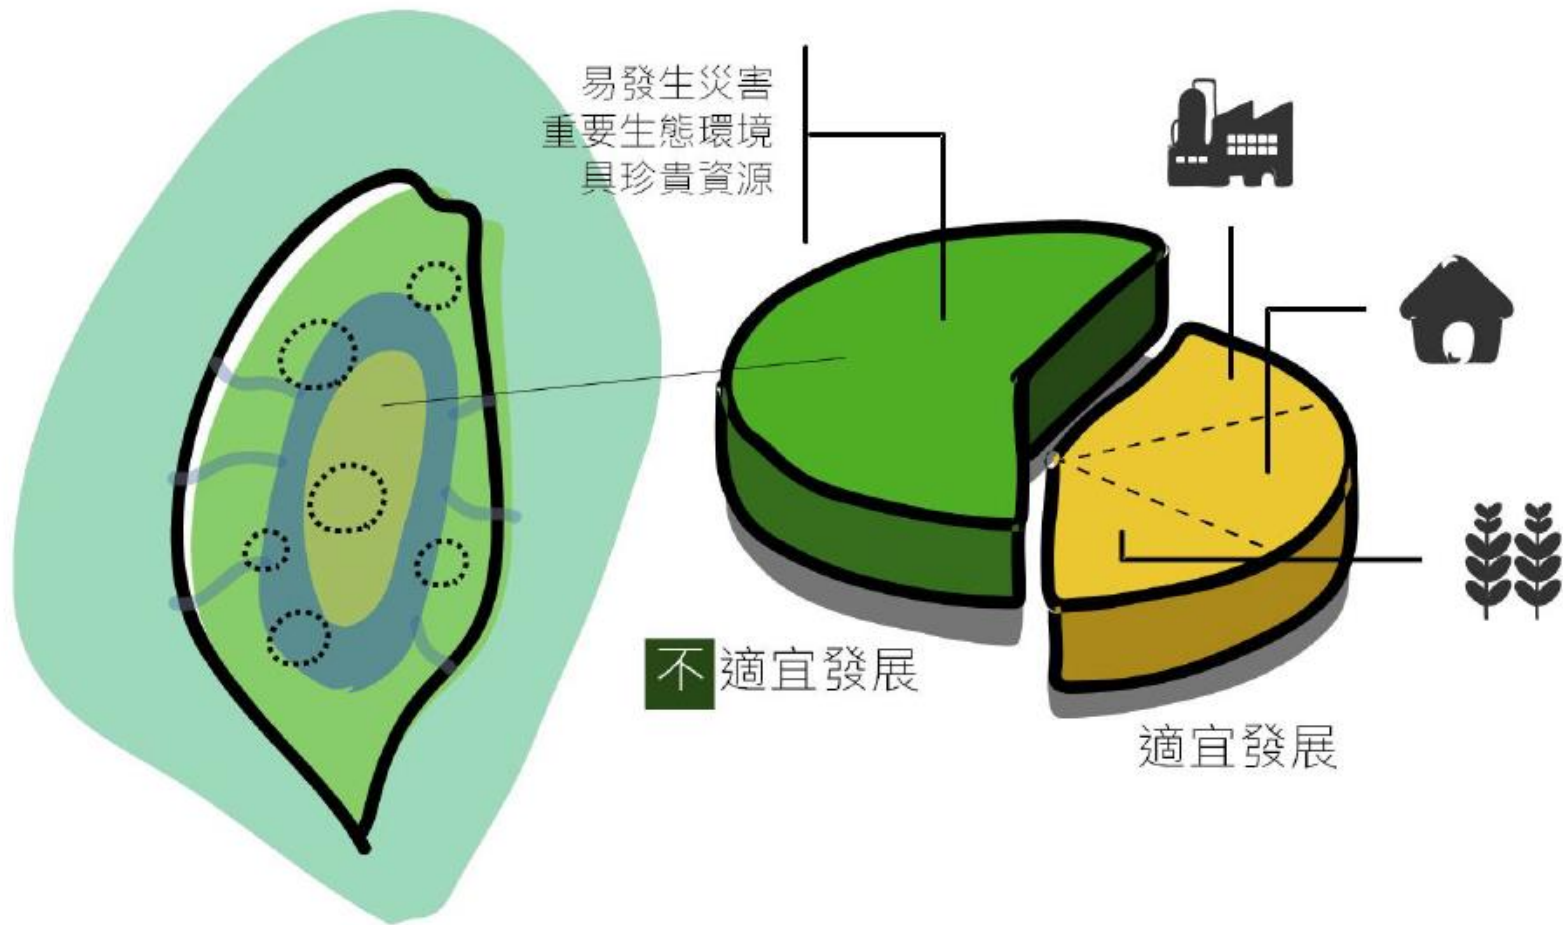 易發生災害
重要生態環境
具珍貴資源
不適宜發展
適宜發展